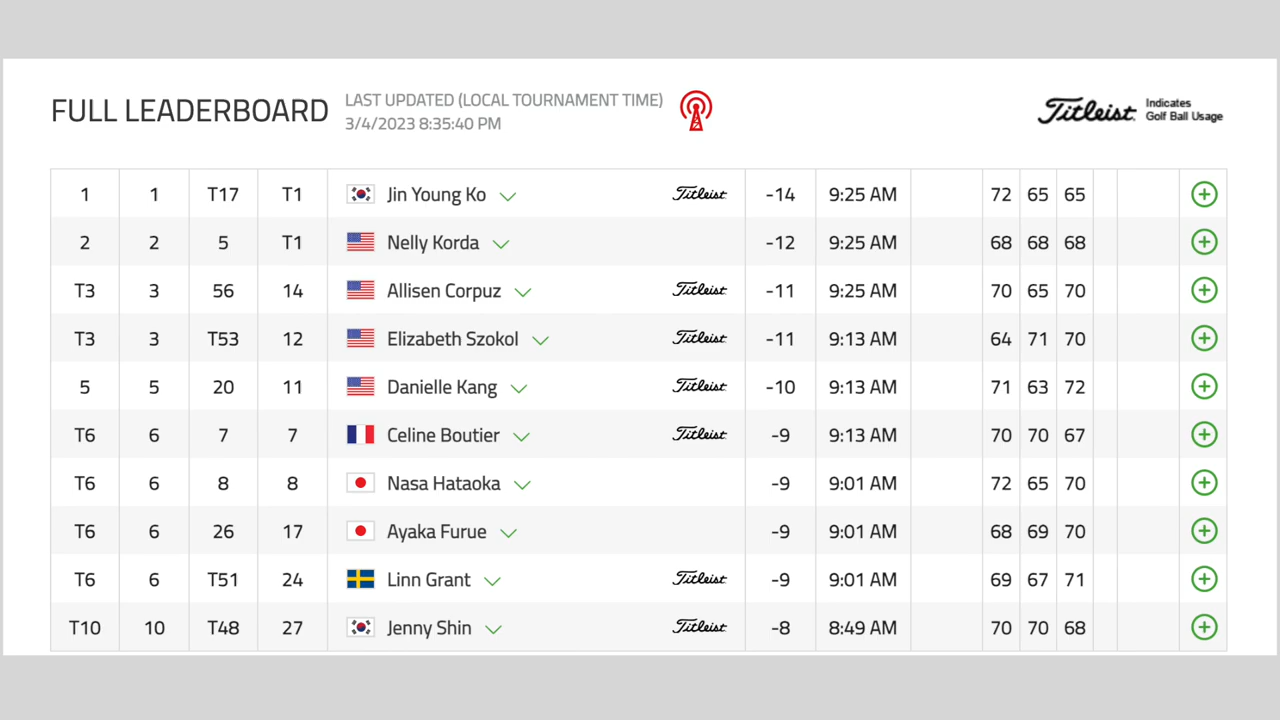 FULL LEADERBOARD
LAST UPDATED (LOCAL TOURNAMENT TIME)
3/4/2023 8:35:40 PM
Titleist. Indicates
Golf Ball Usage
1 1 T17 T1 Jin Young Ko Titleist -14 9:25 AM 72 65 65
2 2 5 T1 Nelly Korda -12 9:25 AM 68 68 68
T3 3 56 14 Allisen Corpuz Titleist -11 9:25 AM 70 65 70
T3 3 T53 12 Elizabeth Szokol Titleist -11 9:13 AM 64 71 70
5 5 20 11 Danielle Kang Titleist -10 9:13 AM 71 63 72
T6 6 7 7 Celine Boutier Titleist -9 9:13 AM 70 70 67
T6 6 8 8 Nasa Hataoka -9 9:01 AM 72 65 70
T6 6 26 17 Ayaka Furue -9 9:01 AM 68 69 70
T6 6 T51 24 Linn Grant Titleist -9 9:01 AM 69 67 71
T10 10 T48 27 Jenny Shin Titleist -8 8:49 AM 70 70 68